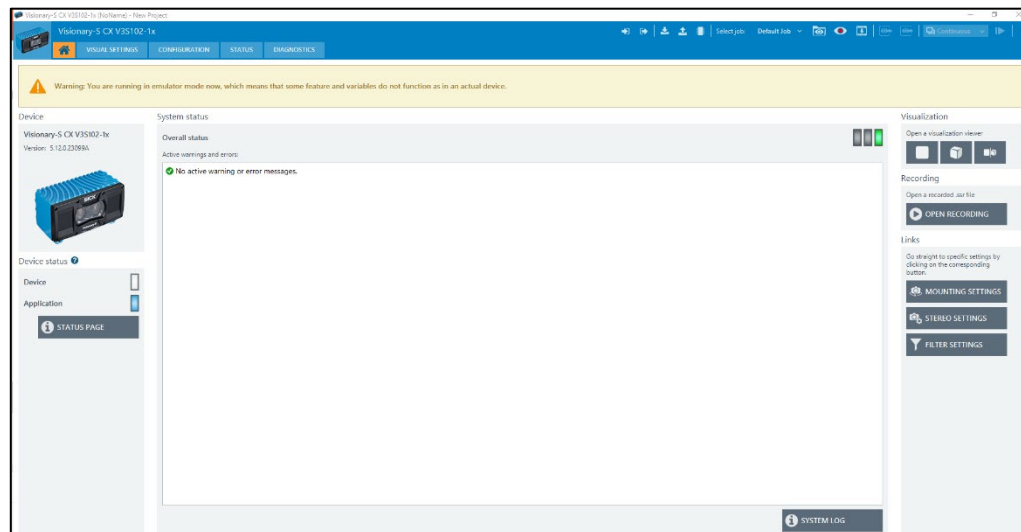 Visionary-S CX V3S102-1x (NoName) - New Project
Visionary-S CX V3S102-1x
Select job: Default Job
Continuous
VISUAL SETTINGS
CONFIGURATION
STATUS
DIAGNOSTICS
Warning: You are running in emulator mode now, which means that some feature and variables do not function as in an actual device.
Device
Visionary-S CX V3S102-1x
Version: 5.12.0.23099A
SICK
Device status
Device
Application
STATUS PAGE
System status
Overall status
Active warnings and errors:
No active warning or error messages.
SYSTEM LOG
Visualization
Open a visualization viewer
Recording
Open a recorded .ssr file
OPEN RECORDING
Links
Go straight to specific settings by
clicking on the corresponding
button.
MOUNTING SETTINGS
STEREO SETTINGS
FILTER SETTINGS